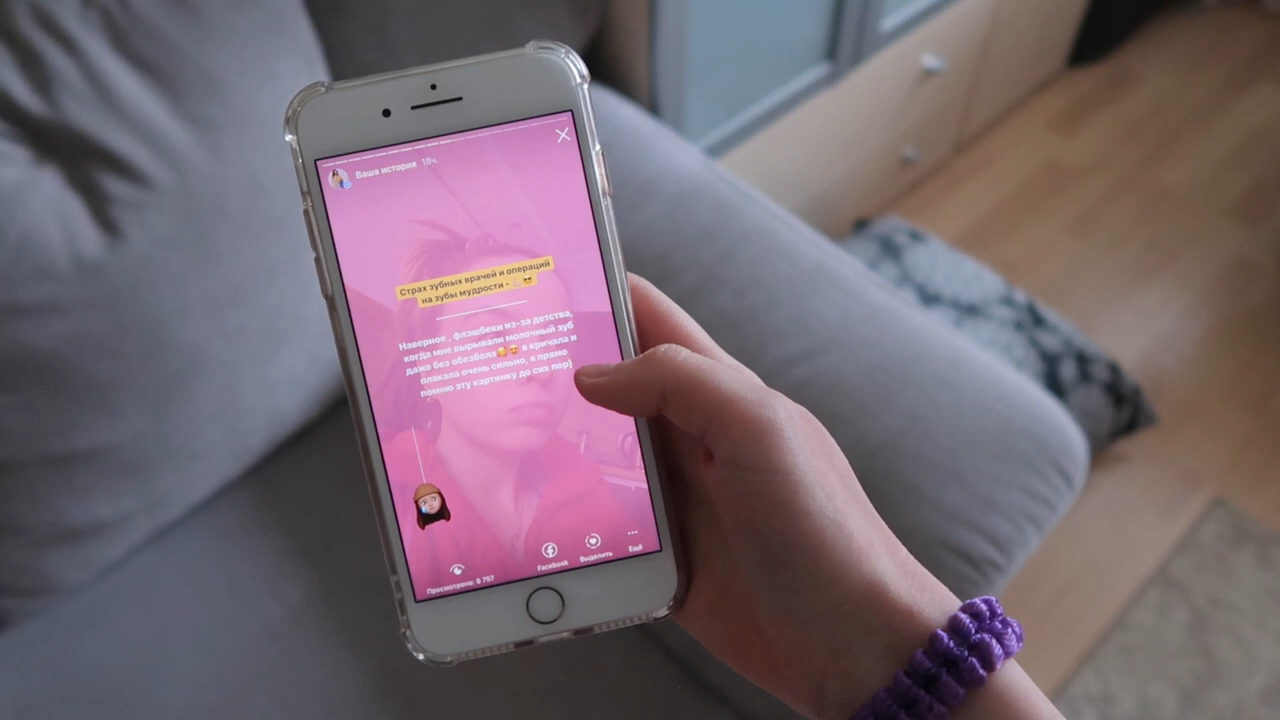 Ваша история 18ч.
Страх зубных врачей и операций
на зубы мудрости -
Наверное , флэшбеки из-за детства,
когда мне вырывали молочный зуб
даже без обезбола🥰😍 я кричала и
плакала очень сильно, я прямо
помню эту картинку до сих пор)
Просмотрено: 6 757
Facebook
Выделить
Ещё